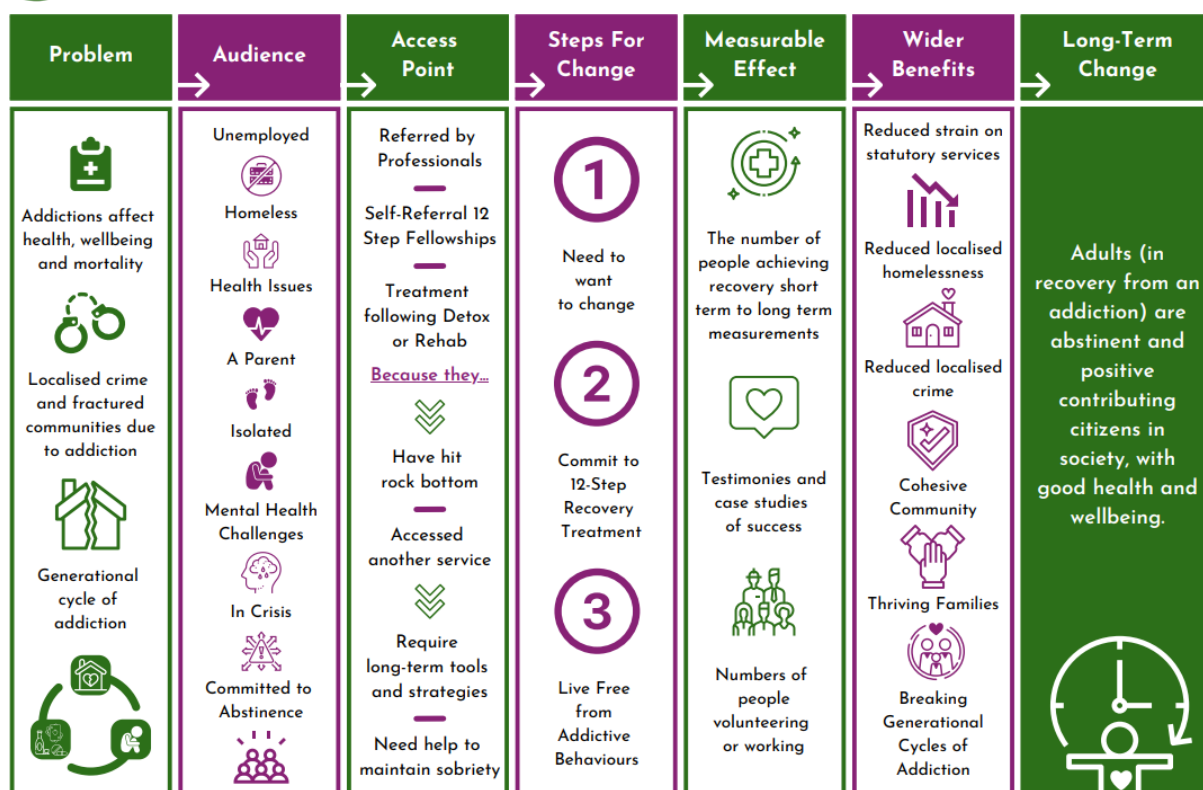 Problem
Audience
Access
Point
Steps For
Change
Measurable
Effect
Wider
Benefits
Long-Term
Change
Addictions affect
health, wellbeing
and mortality
Localised crime
and fractured
communities due
to addiction
Generational
cycle of
addiction
Unemployed
Homeless
Health Issues
A Parent
Isolated
Mental Health
Challenges
In Crisis
Committed to
Abstinence
Referred by
Professionals
Self-Referral 12
Step Fellowships
Treatment
following Detox
or Rehab
Because they...
Have hit
rock bottom
Accessed
another service
Require
long-term tools
and strategies
Need help to
maintain sobriety
1
Need to
want
to change
2
Commit to
12-Step
Recovery
Treatment
3
Live Free
from
Addictive
Behaviours
The number of
people achieving
recovery short
term to long term
measurements
Testimonies and
case studies
of success
Numbers of
people
volunteering
or working
Reduced strain on
statutory services
Reduced localised
homelessness
Reduced localised
crime
Cohesive
Community
Thriving Families
Breaking
Generational
Cycles of
Addiction
Adults (in
recovery from an
addiction) are
abstinent and
positive
contributing
citizens in
society, with
good health and
wellbeing.